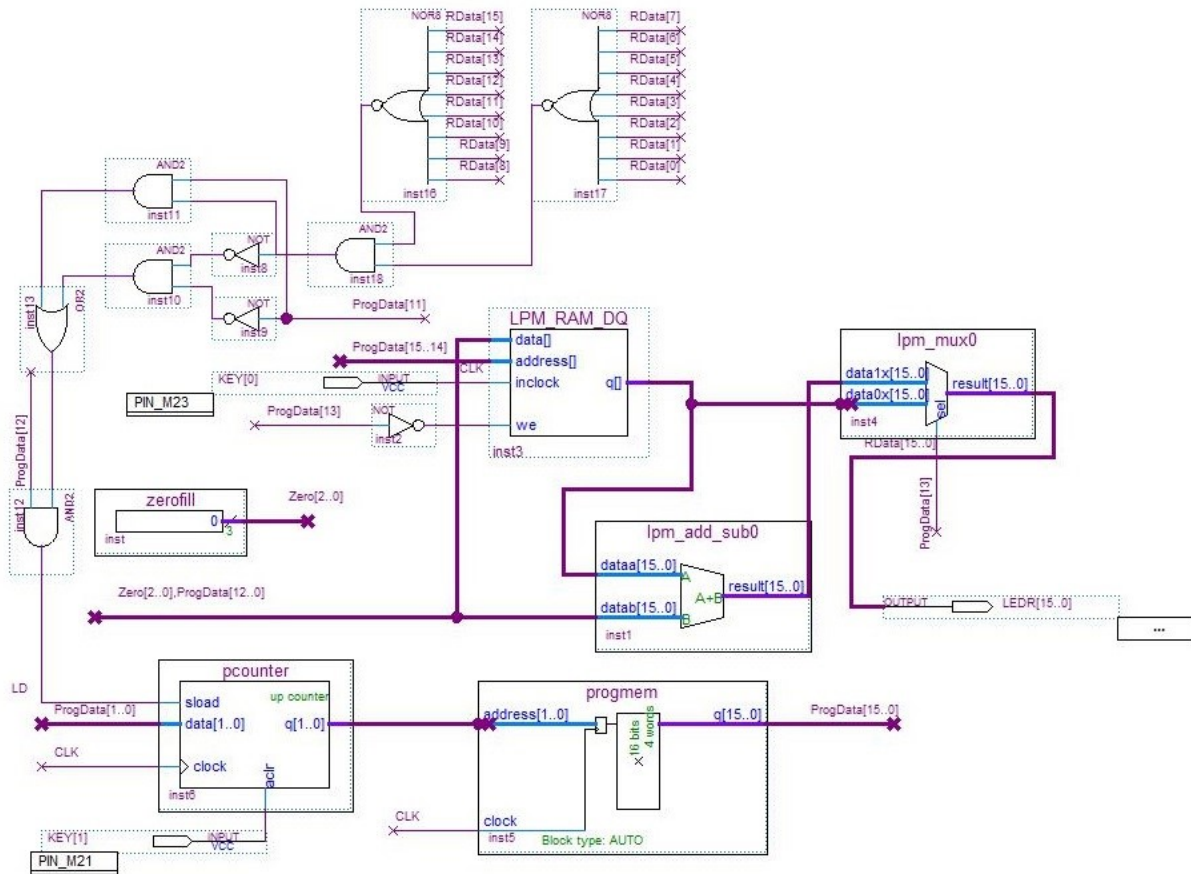 NOR8
RData[15]
RData[14]
RData[13]
RData[12]
RData[11]
RData[10]
RData[9]
RData[8]
inst16
NOR8
RData[7]
RData[6]
RData[5]
RData[4]
RData[3]
RData[2]
RData[1]
RData[0]
inst17
AND2
inst11
AND2
inst10
NOT
inst8
NOT
inst9
AND2
inst18
ProgData[11]
OR2
inst13
ProgData[12]
AND2
inst12
LPM_RAM_DQ
data[]
address[]
inclock
we
q[]
inst3
ProgData[15..14]
CLK
KEY[0]
INPUT
VCC
PIN_M23
ProgData[13]
NOT
inst2
lpm_mux0
data1x[15..0]
data0x[15..0]
sel
result[15..0]
inst4
RData[15..0]
ProgData[13]
zerofill
0
3
inst
Zero[2..0]
lpm_add_sub0
dataa[15..0]
A
A+B
result[15..0]
datab[15..0]
B
inst1
Zero[2..0],ProgData[12..0]
OUTPUT
LEDR[15..0]
...
LD
pcounter
up counter
sload
data[1..0]
q[1..0]
clock
aclr
inst6
ProgData[1..0]
CLK
KEY[1]
INPUT
VCC
PIN_M21
progmem
address[1..0]
q[15..0]
16 bits
4 words
clock
inst5
Block type: AUTO
CLK
ProgData[15..0]